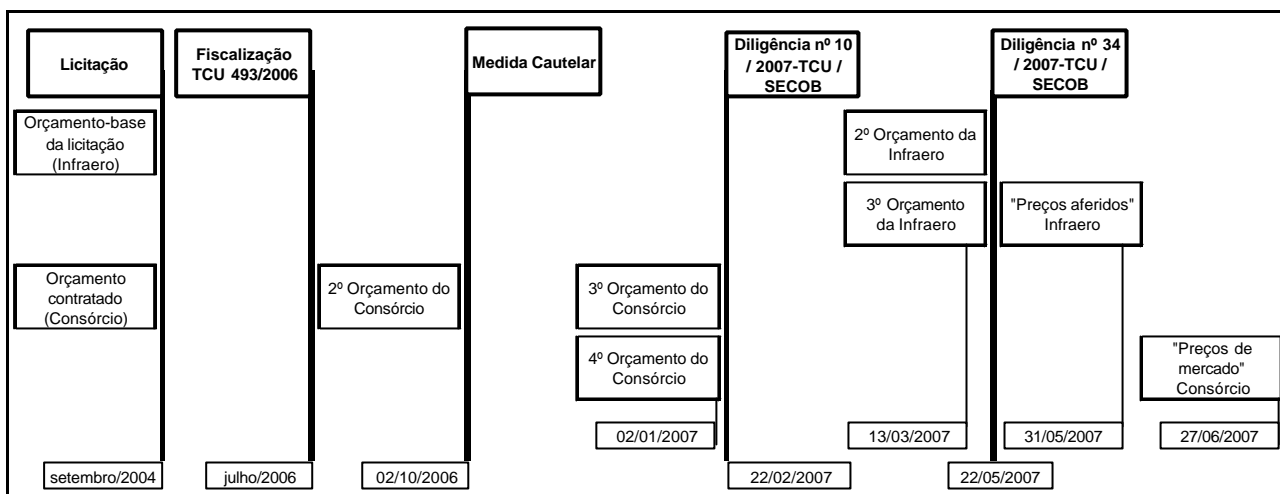 Licitação
Fiscalização
TCU 493/2006
Medida Cautelar
Diligência nº 10
/ 2007-TCU /
SECOB
Diligência nº 34
/ 2007-TCU /
SECOB
Orçamento-base
da licitação
(Infraero)
2º Orçamento da
Infraero
3º Orçamento
da Infraero
"Preços aferidos"
Infraero
Orçamento
contratado
(Consórcio)
2º Orçamento do
Consórcio
3º Orçamento do
Consórcio
4º Orçamento do
Consórcio
"Preços de
mercado"
Consórcio
02/01/2007
13/03/2007
31/05/2007
27/06/2007
setembro/2004
julho/2006
02/10/2006
22/02/2007
22/05/2007